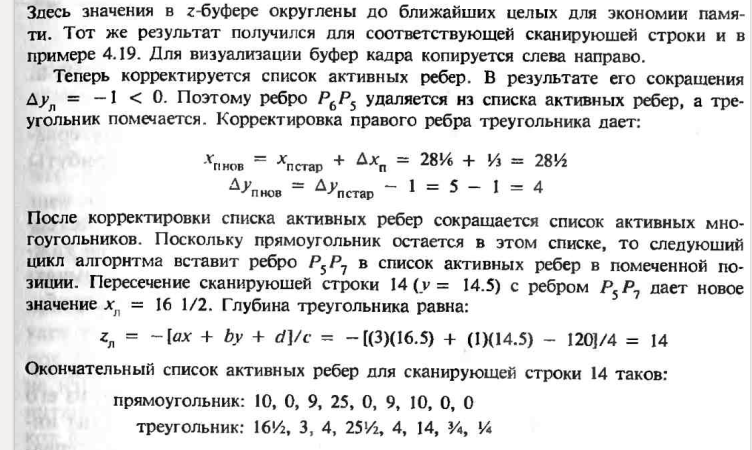 Здесь значения в z-буфере округлены до ближайших целых для экономии памя-
ти. Тот же результат получился для соответствующей сканирующей строки и в
примере 4.19. Для визуализации буфер кадра копируется слева направо.
Теперь корректируется список активных ребер. В результате его сокращения
Δyл = −1 < 0. Поэтому ребро P₆P₅ удаляется из списка активных ребер, а тре-
угольник помечается. Корректировка правого ребра треугольника дает:
xпнов = xпстар + Δxп = 28⅙ + ⅓ = 28½
Δyпнов = Δyпстар − 1 = 5 − 1 = 4
После корректировки списка активных ребер сокращается список активных мно-
гоугольников. Поскольку прямоугольник остается в этом списке, то следующий
цикл алгоритма вставит ребро P₅P₇ в список активных ребер в помеченной по-
зиции. Пересечение сканирующей строки 14 (y = 14.5) с ребром P₅P₇ дает новое
значение xл = 16 1/2. Глубина треугольника равна:
zл = −[ax + by + d]/c = −[(3)(16.5) + (1)(14.5) − 120]/4 = 14
Окончательный список активных ребер для сканирующей строки 14 таков:
прямоугольник: 10, 0, 9, 25, 0, 9, 10, 0, 0
треугольник: 16½, 3, 4, 25½, 4, 14, ¾, ¼